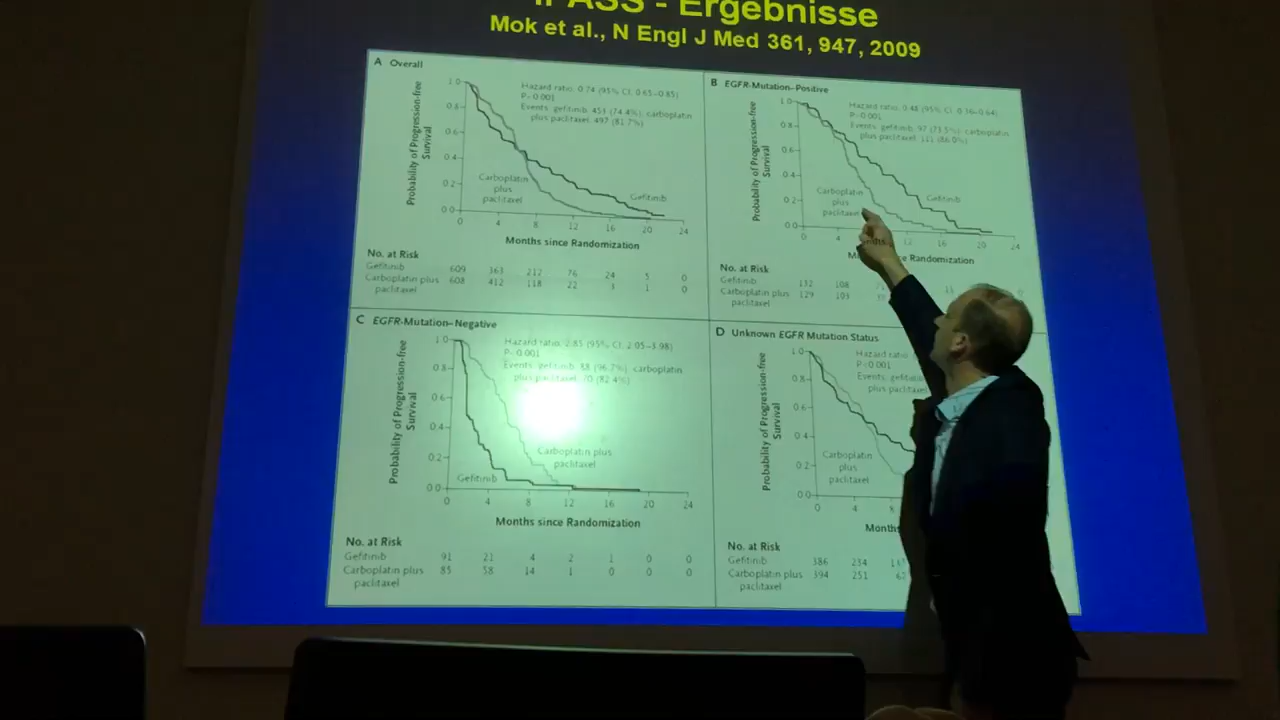 IPASS - Ergebnisse
Mok et al., N Engl J Med 361, 947, 2009
A Overall
Probability of Progression-free
Survival
1.0
0.8
0.6
0.4
0.2
0.0
Hazard ratio, 0.74 (95% CI, 0.65–0.85)
P<0.001
Events: gefitinib, 453 (74.4%); carboplatin
plus paclitaxel, 497 (81.7%)
Carboplatin
plus
paclitaxel
Gefitinib
0 4 8 12 16 20 24
Months since Randomization
No. at Risk
Gefitinib 609 363 212 76 24 5 0
Carboplatin plus 608 412 118 22 3 1 0
paclitaxel
B EGFR-Mutation–Positive
Probability of Progression-free
Survival
1.0
0.8
0.6
0.4
0.2
0.0
Hazard ratio, 0.48 (95% CI, 0.36–0.64)
P<0.001
Events: gefitinib, 97 (73.5%); carboplatin
plus paclitaxel, 111 (86.0%)
Carboplatin
plus
paclitaxel
Gefitinib
0 4 12 16 20 24
Randomization
No. at Risk
Gefitinib 132 108
Carboplatin plus 129 103
paclitaxel
C EGFR-Mutation–Negative
Probability of Progression-free
Survival
1.0
0.8
0.6
0.4
0.2
0.0
Hazard ratio, 2.85 (95% CI, 2.05–3.98)
P<0.001
Events: gefitinib, 88 (96.7%); carboplatin
plus paclitaxel, 70 (82.4%)
Carboplatin plus
paclitaxel
Gefitinib
0 4 8 12 16 20 24
Months since Randomization
No. at Risk
Gefitinib 91 21 4 2 1 0 0
Carboplatin plus 85 58 14 1 0 0 0
paclitaxel
D Unknown EGFR Mutation Status
Probability of Progression-free
Survival
1.0
0.8
0.6
0.4
0.2
0.0
Hazard ratio,
P<0.001
Events: gefitinib
plus paclitaxel
Carboplatin
plus
paclitaxel
0 4 8
Month
No. at Risk
Gefitinib 386 234
Carboplatin plus 394 251
paclitaxel